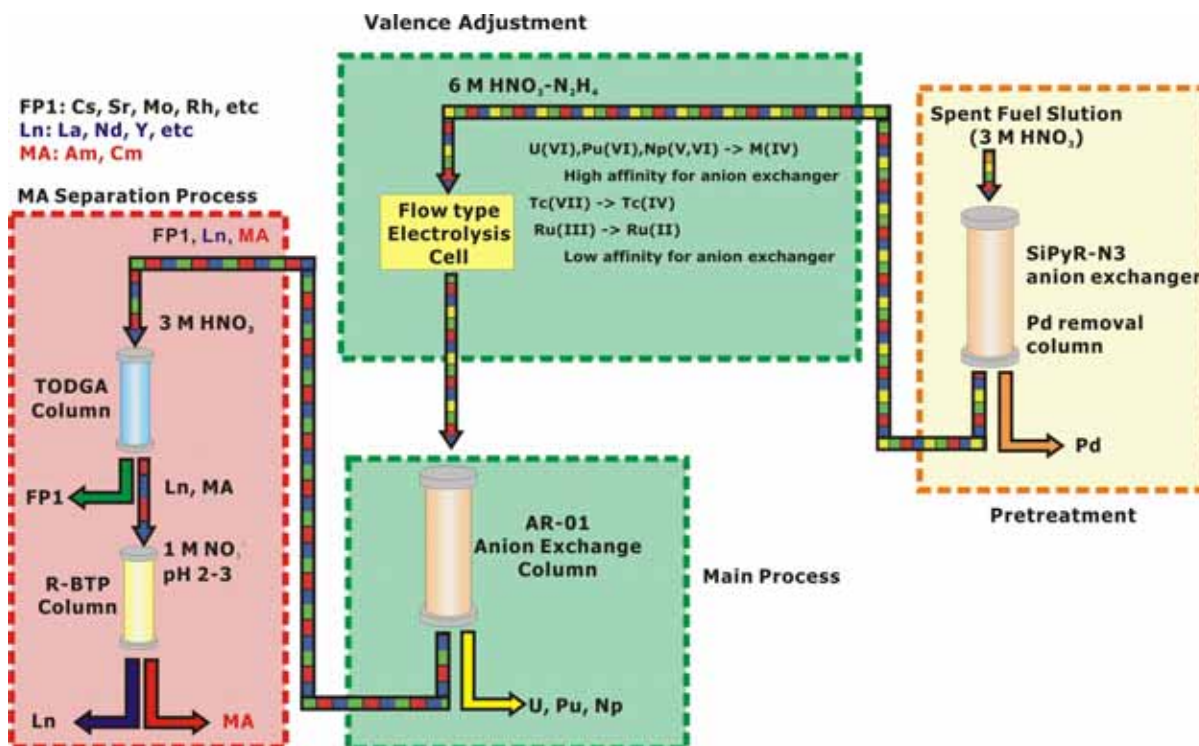 Valence Adjustment
FP1: Cs, Sr, Mo, Rh, etc
Ln: La, Nd, Y, etc
MA: Am, Cm
MA Separation Process
FP1, Ln, MA
3 M HNO₃
TODGA
Column
FP1
Ln, MA
1 M NO₃⁻
pH 2-3
R-BTP
Column
Ln
MA
6 M HNO₃-N₂H₄
U(VI),Pu(VI),Np(V,VI) -> M(IV)
High affinity for anion exchanger
Tc(VII) -> Tc(IV)
Ru(III) -> Ru(II)
Low affinity for anion exchanger
Flow type
Electrolysis
Cell
AR-01
Anion Exchange
Column
U, Pu, Np
Main Process
Spent Fuel Slution
(3 M HNO₃)
SiPyR-N3
anion exchanger
Pd removal
column
Pd
Pretreatment